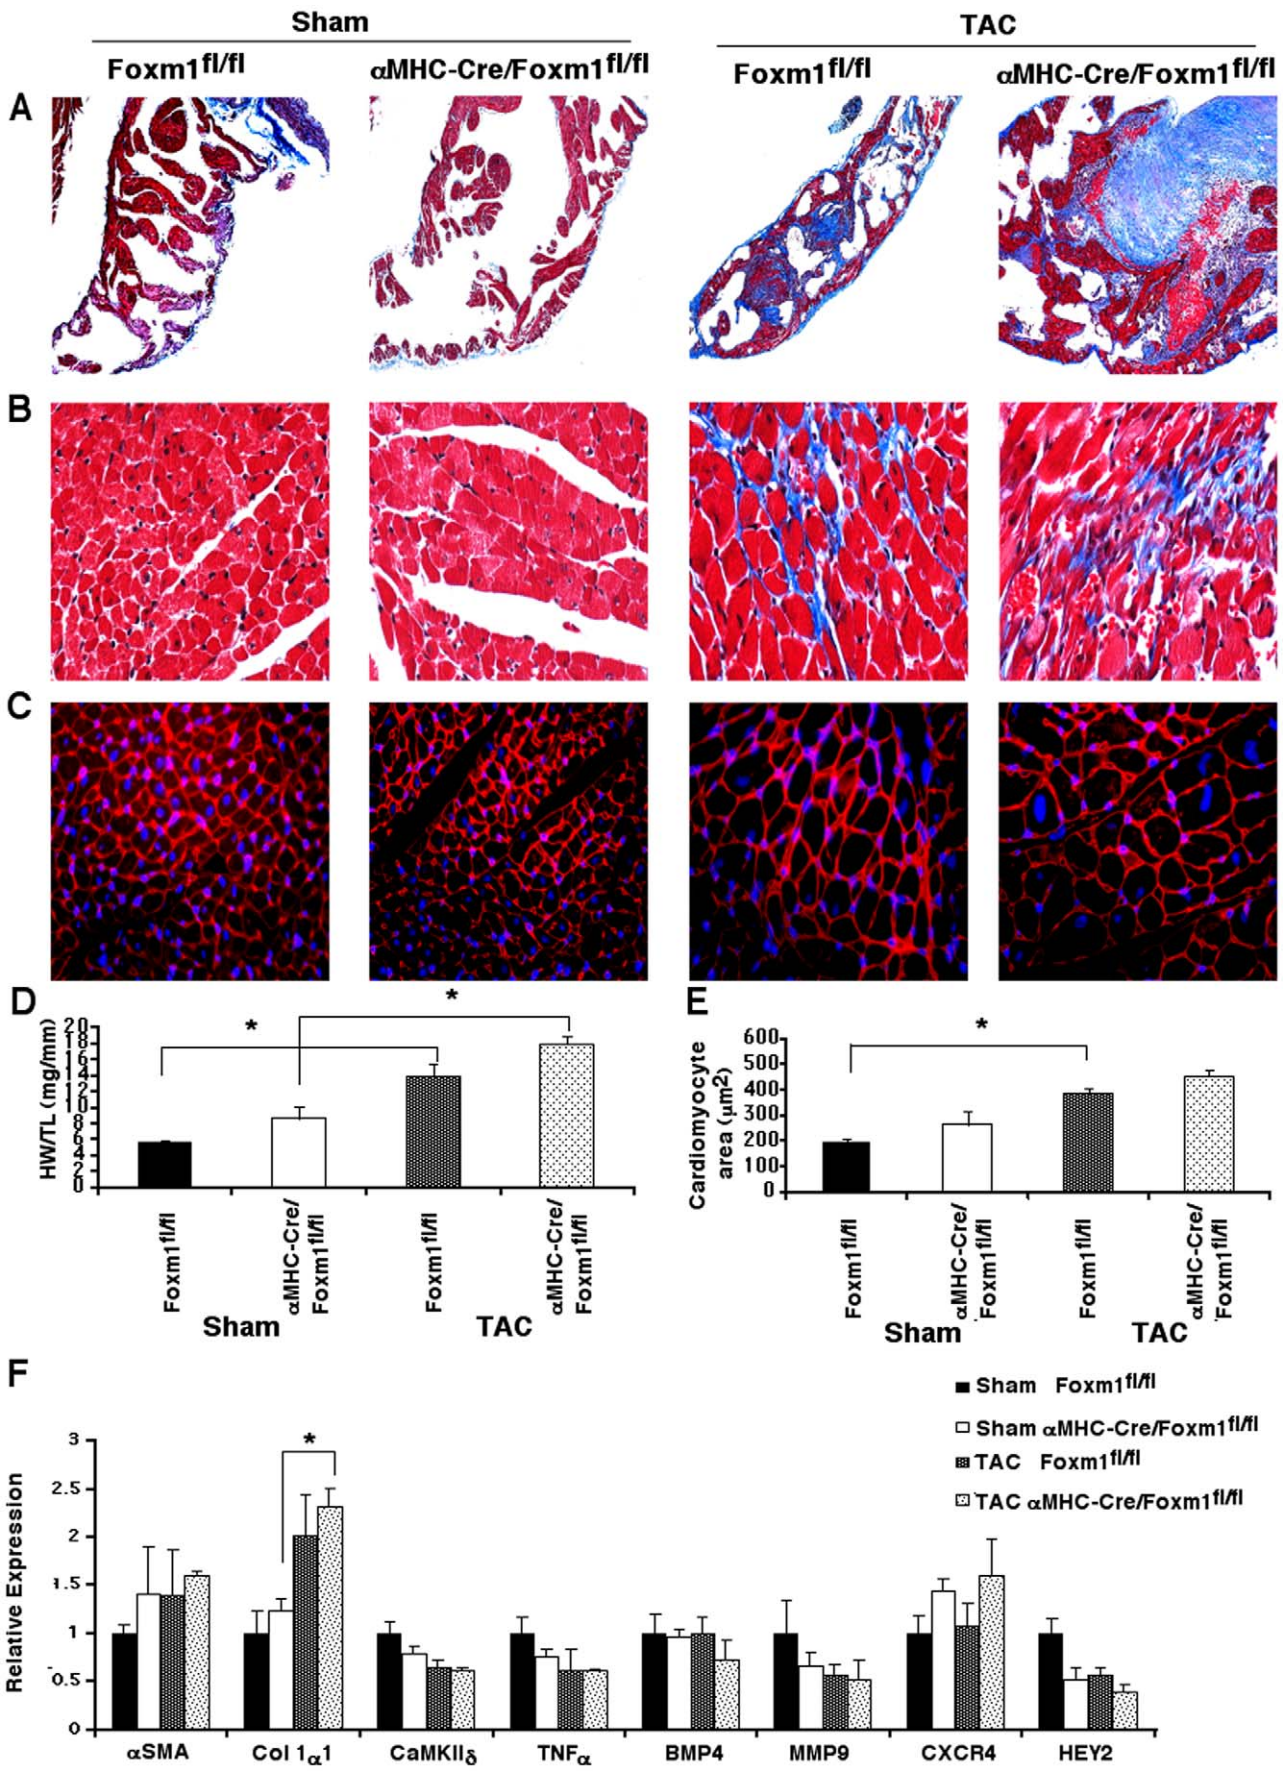 Sham
TAC
Foxm1fl/fl
αMHC-Cre/Foxm1fl/fl
Foxm1fl/fl
αMHC-Cre/Foxm1fl/fl
A
B
C
D
*
*
HW/TL (mg/mm)
20
18
16
14
12
10
8
6
4
2
0
Foxm1fl/fl
αMHC-Cre/
Foxm1fl/fl
Foxm1fl/fl
αMHC-Cre/
Foxm1fl/fl
Sham
TAC
E
*
Cardiomyocyte
area (μm2)
600
500
400
300
200
100
0
Foxm1fl/fl
αMHC-Cre/
Foxm1fl/fl
Foxm1fl/fl
αMHC-Cre/
Foxm1fl/fl
Sham
TAC
F
Sham Foxm1fl/fl
Sham αMHC-Cre/Foxm1fl/fl
TAC Foxm1fl/fl
TAC αMHC-Cre/Foxm1fl/fl
*
Relative Expression
3
2.5
2
1.5
1
0.5
0
αSMA
Col 1α1
CaMKIIδ
TNFα
BMP4
MMP9
CXCR4
HEY2